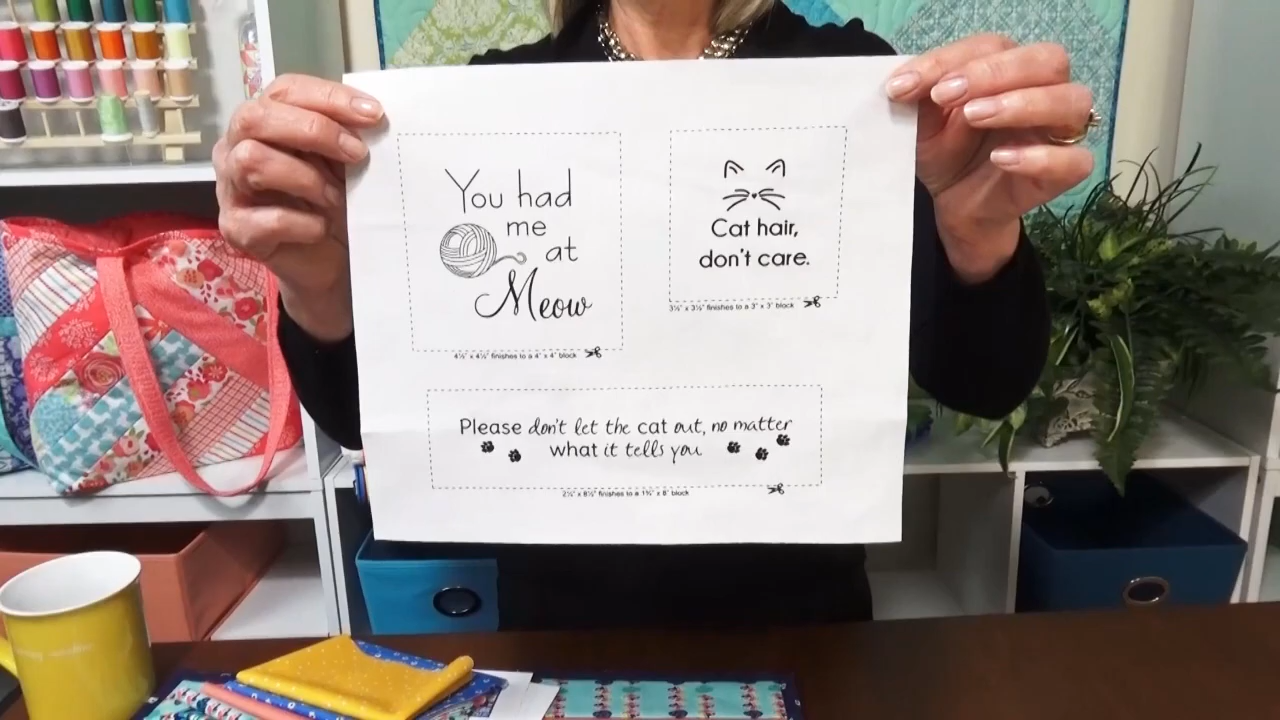 You had
me
at
Meow
4½" x 4½" finishes to a 4" x 4" block
Cat hair,
don't care.
3½" x 3½" finishes to a 3" x 3" block
Please don't let the cat out, no matter
what it tells you
2¼" x 8½" finishes to a 1¾" x 8" block